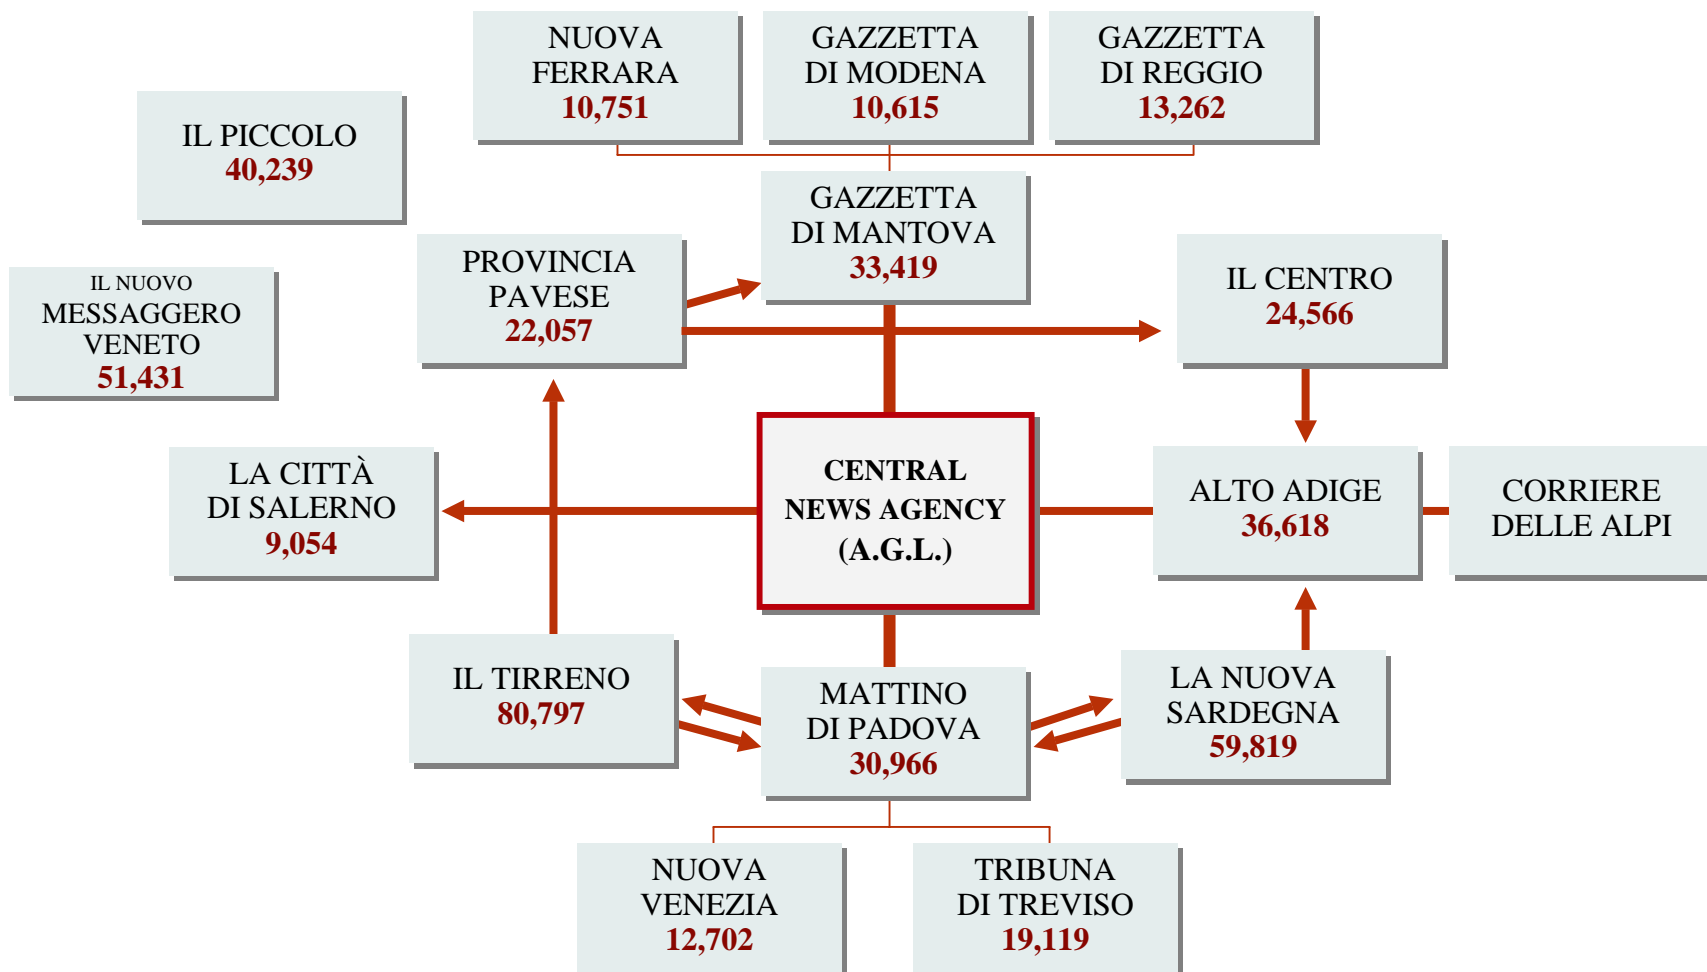 NUOVA
FERRARA
10,751
GAZZETTA
DI MODENA
10,615
GAZZETTA
DI REGGIO
13,262
IL PICCOLO
40,239
GAZZETTA
DI MANTOVA
33,419
PROVINCIA
PAVESE
22,057
IL CENTRO
24,566
IL NUOVO
MESSAGGERO
VENETO
51,431
LA CITTÀ
DI SALERNO
9,054
CENTRAL
NEWS AGENCY
(A.G.L.)
ALTO ADIGE
36,618
CORRIERE
DELLE ALPI
IL TIRRENO
80,797
MATTINO
DI PADOVA
30,966
LA NUOVA
SARDEGNA
59,819
NUOVA
VENEZIA
12,702
TRIBUNA
DI TREVISO
19,119